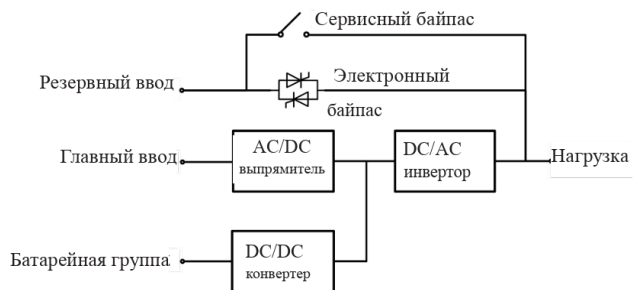 Сервисный байпас
Резервный ввод
Электронный
байпас
Главный ввод
AC/DC
выпрямитель
DC/AC
инвертор
Нагрузка
Батарейная группа
DC/DC
конвертер